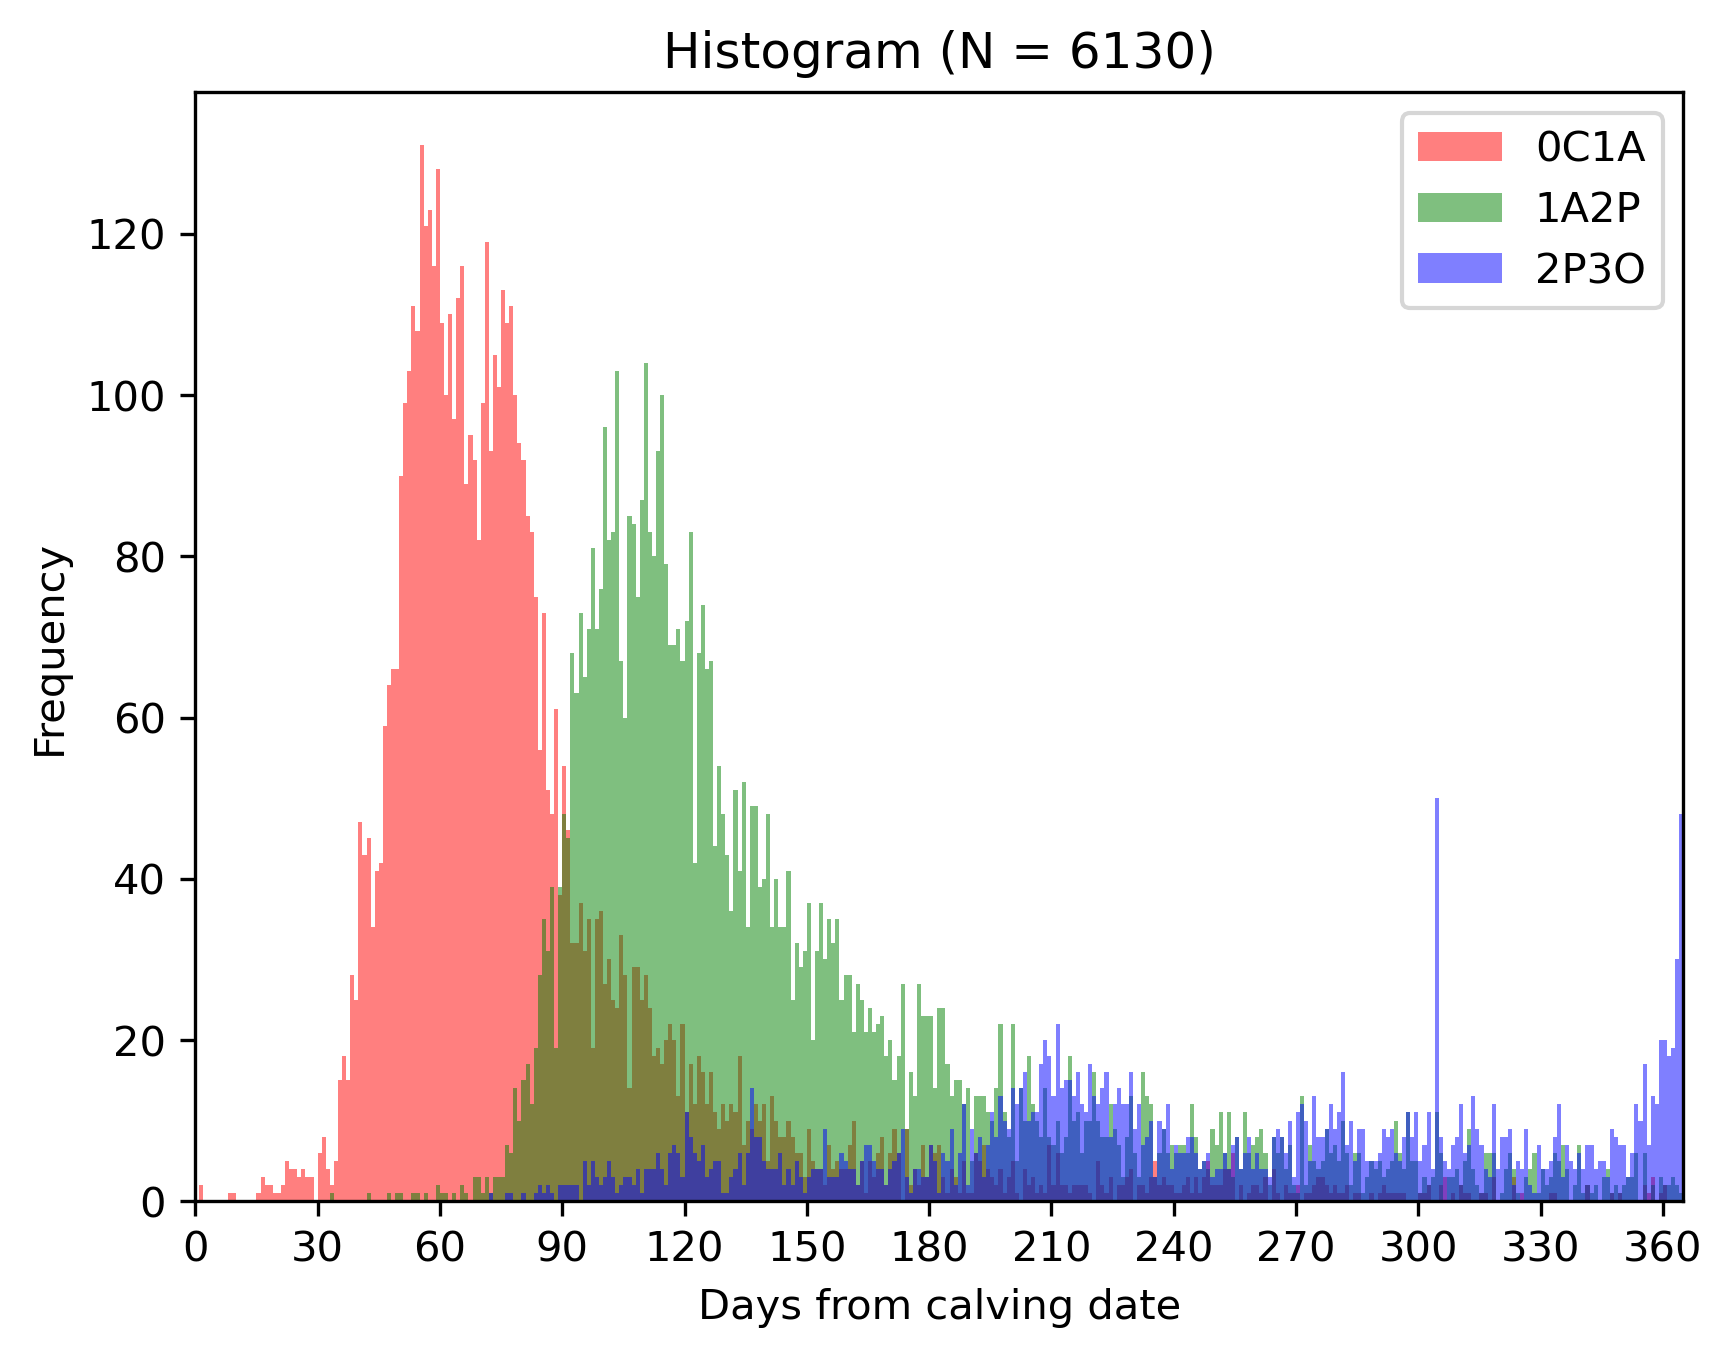 Histogram (N = 6130)
0C1A
1A2P
2P3O
120
100
80
60
40
20
0
Frequency
0 30 60 90 120 150 180 210 240 270 300 330 360
Days from calving date